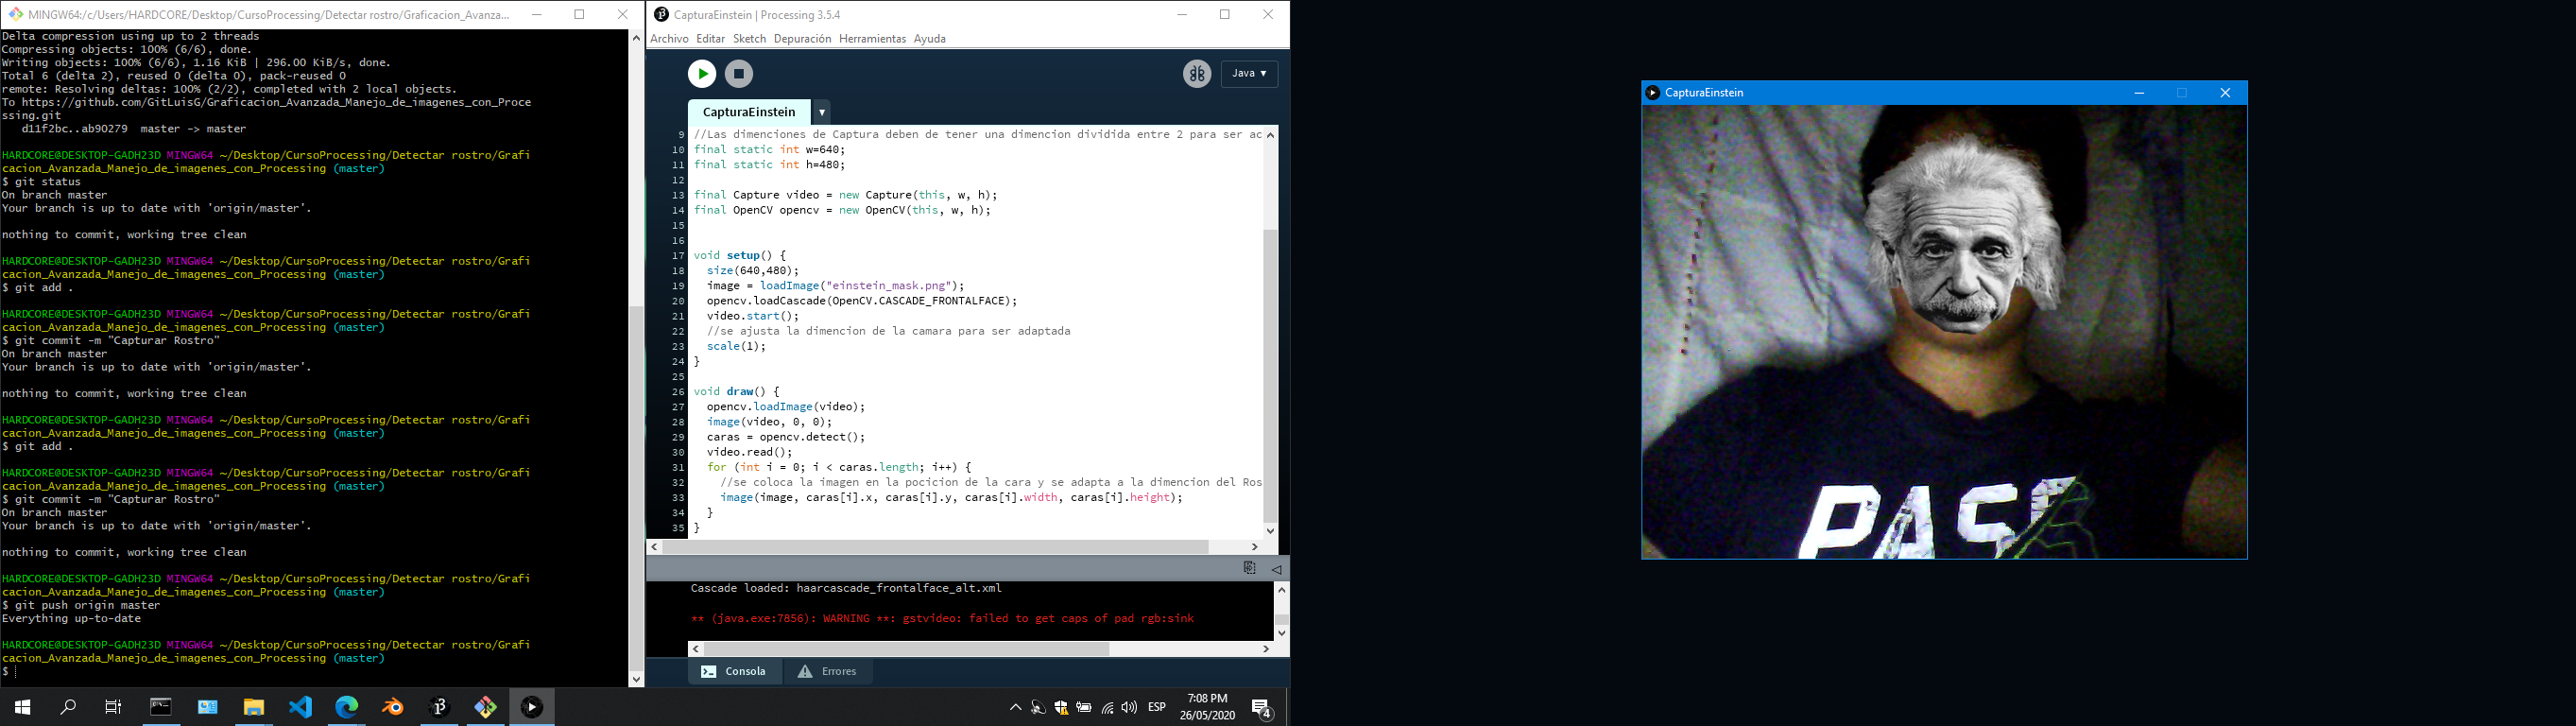 MINGW64:/c/Users/HARDCORE/Desktop/CursoProcessing/Detectar rostro/Graficacion_Avanza...
Delta compression using up to 2 threads
Compressing objects: 100% (6/6), done.
Writing objects: 100% (6/6), 1.16 KiB | 296.00 KiB/s, done.
Total 6 (delta 2), reused 0 (delta 0), pack-reused 0
remote: Resolving deltas: 100% (2/2), completed with 2 local objects.
To https://github.com/GitLuisG/Graficacion_Avanzada_Manejo_de_imagenes_con_Proce
ssing.git
   d11f2bc..ab90279  master -> master
HARDCORE@DESKTOP-GADH23D MINGW64 ~/Desktop/CursoProcessing/Detectar rostro/Grafi
cacion_Avanzada_Manejo_de_imagenes_con_Processing (master)
$ git status
On branch master
Your branch is up to date with 'origin/master'.
nothing to commit, working tree clean
HARDCORE@DESKTOP-GADH23D MINGW64 ~/Desktop/CursoProcessing/Detectar rostro/Grafi
cacion_Avanzada_Manejo_de_imagenes_con_Processing (master)
$ git add .
HARDCORE@DESKTOP-GADH23D MINGW64 ~/Desktop/CursoProcessing/Detectar rostro/Grafi
cacion_Avanzada_Manejo_de_imagenes_con_Processing (master)
$ git commit -m "Capturar Rostro"
On branch master
Your branch is up to date with 'origin/master'.
nothing to commit, working tree clean
HARDCORE@DESKTOP-GADH23D MINGW64 ~/Desktop/CursoProcessing/Detectar rostro/Grafi
cacion_Avanzada_Manejo_de_imagenes_con_Processing (master)
$ git add .
HARDCORE@DESKTOP-GADH23D MINGW64 ~/Desktop/CursoProcessing/Detectar rostro/Grafi
cacion_Avanzada_Manejo_de_imagenes_con_Processing (master)
$ git commit -m "Capturar Rostro"
On branch master
Your branch is up to date with 'origin/master'.
nothing to commit, working tree clean
HARDCORE@DESKTOP-GADH23D MINGW64 ~/Desktop/CursoProcessing/Detectar rostro/Grafi
cacion_Avanzada_Manejo_de_imagenes_con_Processing (master)
$ git push origin master
Everything up-to-date
HARDCORE@DESKTOP-GADH23D MINGW64 ~/Desktop/CursoProcessing/Detectar rostro/Grafi
cacion_Avanzada_Manejo_de_imagenes_con_Processing (master)
$
CapturaEinstein | Processing 3.5.4
Archivo Editar Sketch Depuración Herramientas Ayuda
Java ▼
CapturaEinstein ▼
9 //Las dimenciones de Captura deben de tener una dimencion dividida entre 2 para ser ac
10 final static int w=640;
11 final static int h=480;
12
13 final Capture video = new Capture(this, w, h);
14 final OpenCV opencv = new OpenCV(this, w, h);
15
16
17 void setup() {
18   size(640,480);
19   image = loadImage("einstein_mask.png");
20   opencv.loadCascade(OpenCV.CASCADE_FRONTALFACE);
21   video.start();
22   //se ajusta la dimencion de la camara para ser adaptada
23   scale(1);
24 }
25
26 void draw() {
27   opencv.loadImage(video);
28   image(video, 0, 0);
29   caras = opencv.detect();
30   video.read();
31   for (int i = 0; i < caras.length; i++) {
32     //se coloca la imagen en la pocicion de la cara y se adapta a la dimencion del Ros
33     image(image, caras[i].x, caras[i].y, caras[i].width, caras[i].height);
34   }
35 }
Cascade loaded: haarcascade_frontalface_alt.xml
** (java.exe:7856): WARNING **: gstvideo: failed to get caps of pad rgb:sink
Consola Errores
ESP
7:08 PM
26/05/2020
4
CapturaEinstein
PASS